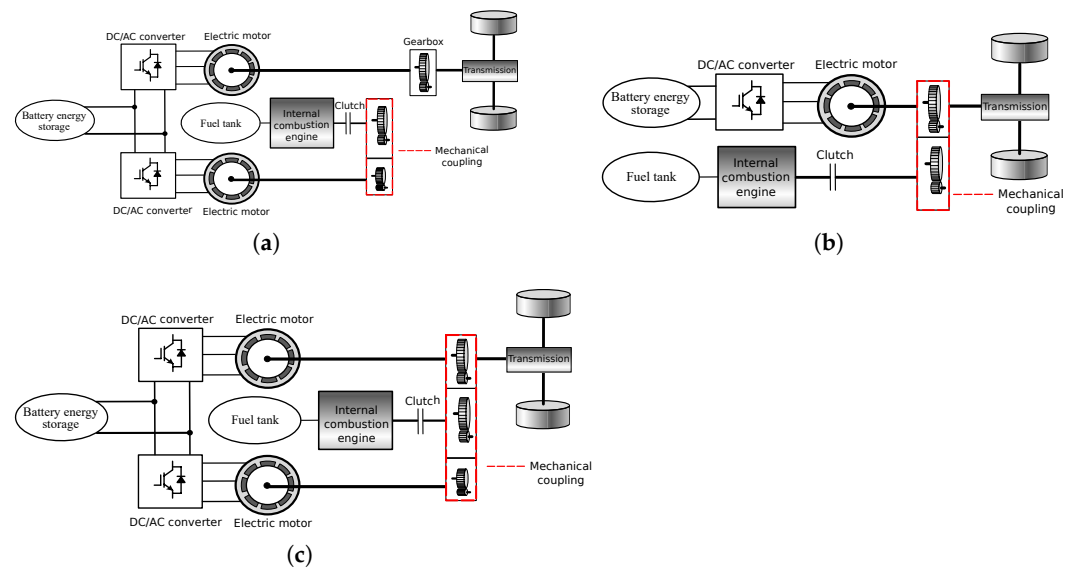 DC/AC converter
Electric motor
Gearbox
Transmission
Battery energy
storage
Fuel tank
Internal
combustion
engine
Clutch
Mechanical
coupling
DC/AC converter
Electric motor
(a)
DC/AC converter
Electric motor
Battery energy
storage
Transmission
Fuel tank
Internal
combustion
engine
Clutch
Mechanical
coupling
(b)
DC/AC converter
Electric motor
Transmission
Battery energy
storage
Fuel tank
Internal
combustion
engine
Clutch
Mechanical
coupling
DC/AC converter
Electric motor
(c)